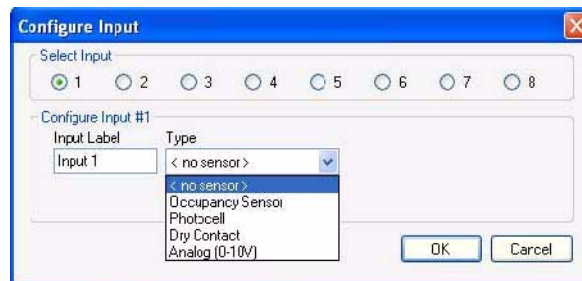 Configure Input
Select Input
1 2 3 4 5 6 7 8
Configure Input #1
Input Label Type
Input 1 < no sensor >
< no sensor >
Occupancy Sensor
Photocell
Dry Contact
Analog (0-10V)
OK Cancel